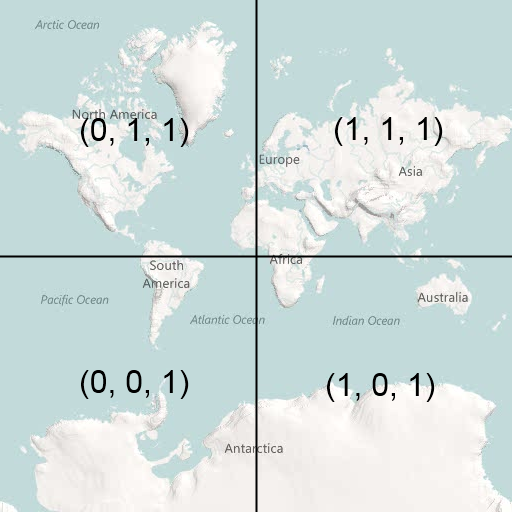 Arctic Ocean
North America
(0, 1, 1)
(1, 1, 1)
Europe
Asia
Africa
South
America
Pacific Ocean
Atlantic Ocean
Indian Ocean
Australia
(0, 0, 1)
(1, 0, 1)
Antarctica